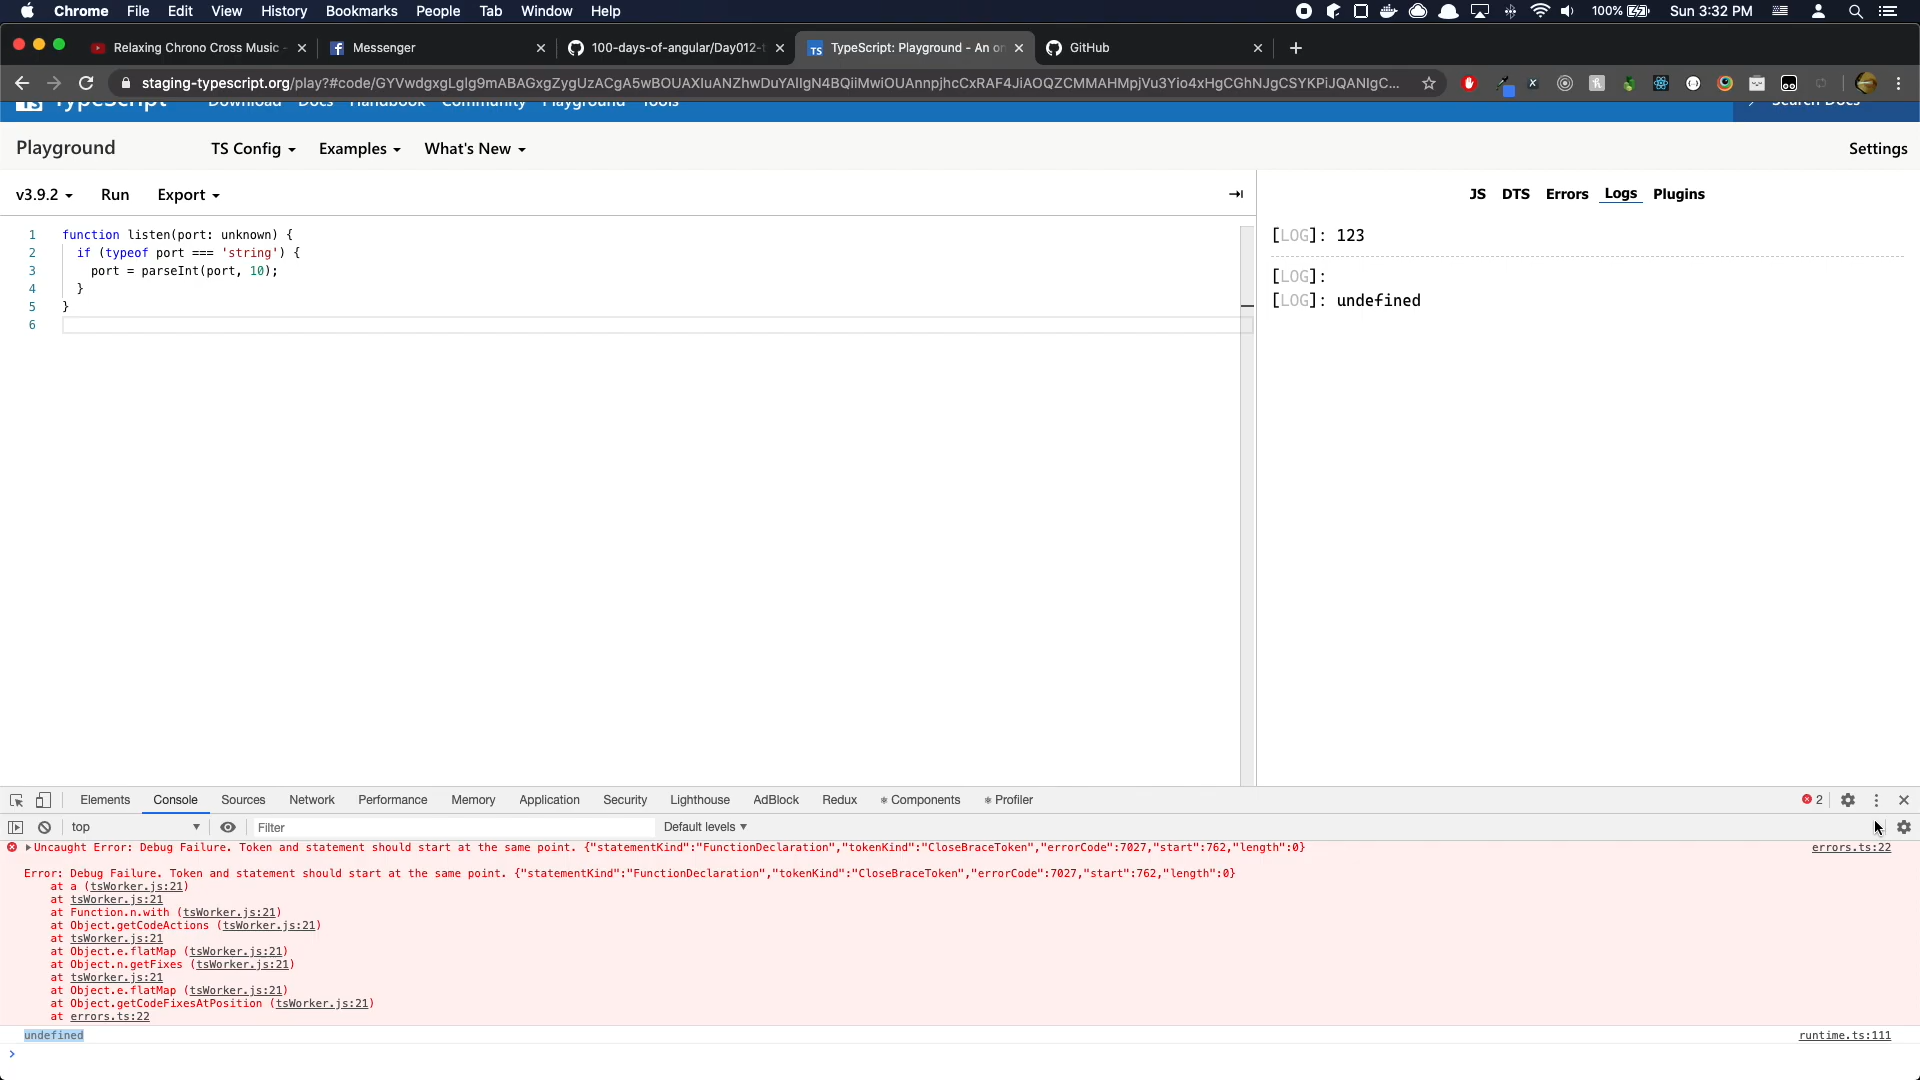 Chrome File Edit View History Bookmarks People Tab Window Help 100% Sun 3:32 PM
Relaxing Chrono Cross Music - Messenger 100-days-of-angular/Day012-t TypeScript: Playground - An on GitHub
staging-typescript.org/play?#code/GYVwdgxgLglg9mABAGxgZygUzACgA5wBOUAXIuANZhwDuYAIlgN4BQiiMwiOUAnnpjhcCxRAF4JiAOQZCMMAHMpjVu3Yio4xHgCGhNJgCSYKPiJQANIgC...
TypeScript Download Docs Handbook Community Playground Tools Search Docs
Playground TS Config Examples What's New Settings
v3.9.2 Run Export JS DTS Errors Logs Plugins
1 function listen(port: unknown) {
2 if (typeof port === 'string') {
3 port = parseInt(port, 10);
4 }
5 }
6
[LOG]: 123
[LOG]:
[LOG]: undefined
Elements Console Sources Network Performance Memory Application Security Lighthouse AdBlock Redux Components Profiler 2
top Filter Default levels
Uncaught Error: Debug Failure. Token and statement should start at the same point. {"statementKind":"FunctionDeclaration","tokenKind":"CloseBraceToken","errorCode":7027,"start":762,"length":0} errors.ts:22
Error: Debug Failure. Token and statement should start at the same point. {"statementKind":"FunctionDeclaration","tokenKind":"CloseBraceToken","errorCode":7027,"start":762,"length":0}
at a (tsWorker.js:21)
at tsWorker.js:21
at Function.n.with (tsWorker.js:21)
at Object.getCodeActions (tsWorker.js:21)
at tsWorker.js:21
at Object.e.flatMap (tsWorker.js:21)
at Object.n.getFixes (tsWorker.js:21)
at tsWorker.js:21
at Object.e.flatMap (tsWorker.js:21)
at Object.getCodeFixesAtPosition (tsWorker.js:21)
at errors.ts:22
undefined runtime.ts:111